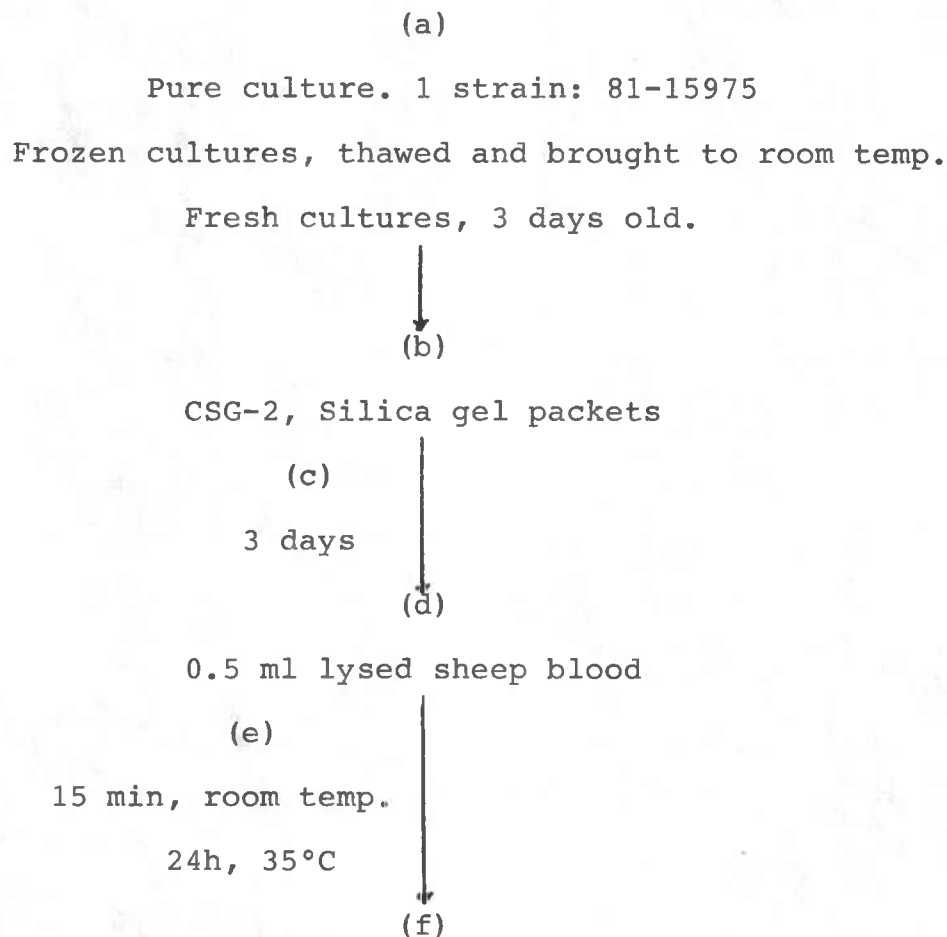 (a)
Pure culture. 1 strain: 81-15975
Frozen cultures, thawed and brought to room temp.
Fresh cultures, 3 days old.
(b)
CSG-2, Silica gel packets
(c)
3 days
(d)
0.5 ml lysed sheep blood
(e)
15 min, room temp.
24h, 35°C
(f)